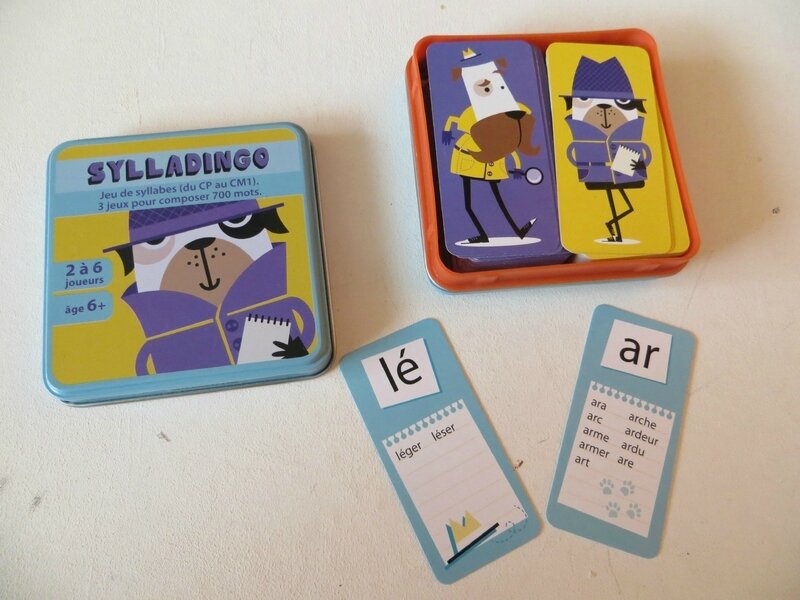 SYLLADINGO
Jeu de syllabes (du CP au CM1).
3 jeux pour composer 700 mots.
2 à 6
joueurs
âge 6+
lé
léger léser
ar
ara arche
arc ardeur
arme ardu
armer are
art